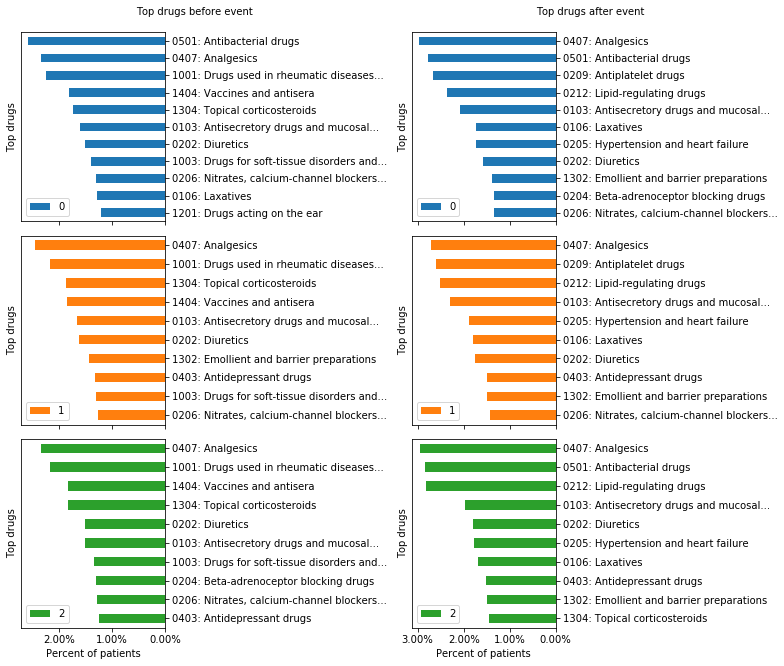 Top drugs before event
Top drugs
0501: Antibacterial drugs
0407: Analgesics
1001: Drugs used in rheumatic diseases...
1404: Vaccines and antisera
1304: Topical corticosteroids
0103: Antisecretory drugs and mucosal...
0202: Diuretics
1003: Drugs for soft-tissue disorders and...
0206: Nitrates, calcium-channel blockers...
0106: Laxatives
1201: Drugs acting on the ear
0
Top drugs
0407: Analgesics
1001: Drugs used in rheumatic diseases...
1304: Topical corticosteroids
1404: Vaccines and antisera
0103: Antisecretory drugs and mucosal...
0202: Diuretics
1302: Emollient and barrier preparations
0403: Antidepressant drugs
1003: Drugs for soft-tissue disorders and...
0206: Nitrates, calcium-channel blockers...
1
Top drugs
0407: Analgesics
1001: Drugs used in rheumatic diseases...
1404: Vaccines and antisera
1304: Topical corticosteroids
0202: Diuretics
0103: Antisecretory drugs and mucosal...
1003: Drugs for soft-tissue disorders and...
0204: Beta-adrenoceptor blocking drugs
0206: Nitrates, calcium-channel blockers...
0403: Antidepressant drugs
2
2.00% 1.00% 0.00%
Percent of patients
Top drugs after event
Top drugs
0407: Analgesics
0501: Antibacterial drugs
0209: Antiplatelet drugs
0212: Lipid-regulating drugs
0103: Antisecretory drugs and mucosal...
0106: Laxatives
0205: Hypertension and heart failure
0202: Diuretics
1302: Emollient and barrier preparations
0204: Beta-adrenoceptor blocking drugs
0206: Nitrates, calcium-channel blockers...
0
Top drugs
0407: Analgesics
0209: Antiplatelet drugs
0212: Lipid-regulating drugs
0103: Antisecretory drugs and mucosal...
0205: Hypertension and heart failure
0106: Laxatives
0202: Diuretics
0403: Antidepressant drugs
1302: Emollient and barrier preparations
0206: Nitrates, calcium-channel blockers...
1
Top drugs
0407: Analgesics
0501: Antibacterial drugs
0212: Lipid-regulating drugs
0103: Antisecretory drugs and mucosal...
0202: Diuretics
0205: Hypertension and heart failure
0106: Laxatives
0403: Antidepressant drugs
1302: Emollient and barrier preparations
1304: Topical corticosteroids
2
3.00% 2.00% 1.00% 0.00%
Percent of patients